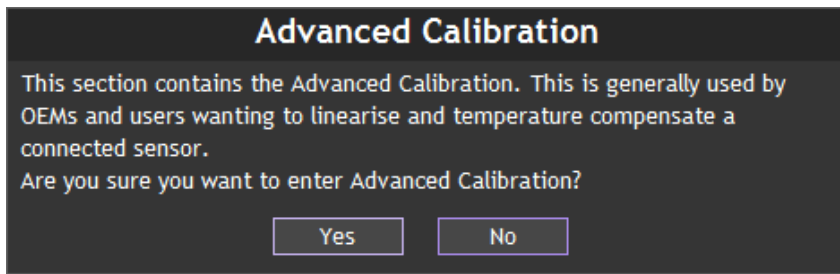 Advanced Calibration
This section contains the Advanced Calibration. This is generally used by
OEMs and users wanting to linearise and temperature compensate a
connected sensor.
Are you sure you want to enter Advanced Calibration?
Yes No